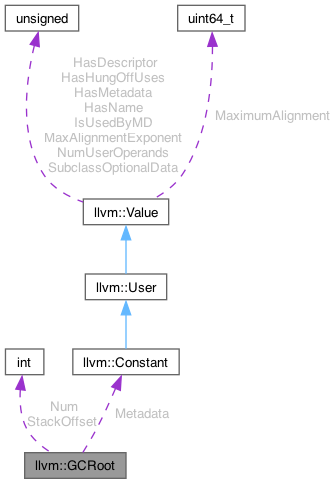 unsigned
uint64_t
HasDescriptor
HasHungOffUses
HasMetadata
HasName
IsUsedByMD
MaxAlignmentExponent
NumUserOperands
SubclassOptionalData
MaximumAlignment
llvm::Value
llvm::User
int
llvm::Constant
Num
StackOffset
Metadata
llvm::GCRoot